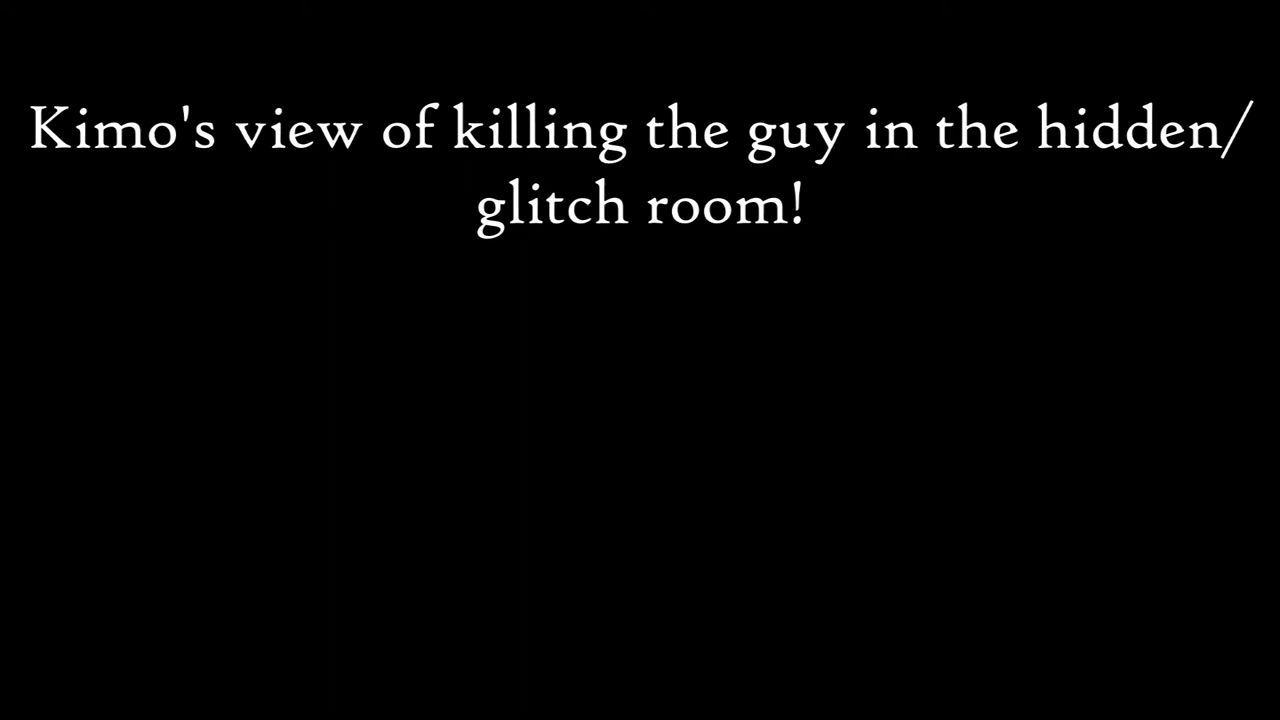 Kimo's view of killing the guy in the hidden/
glitch room!